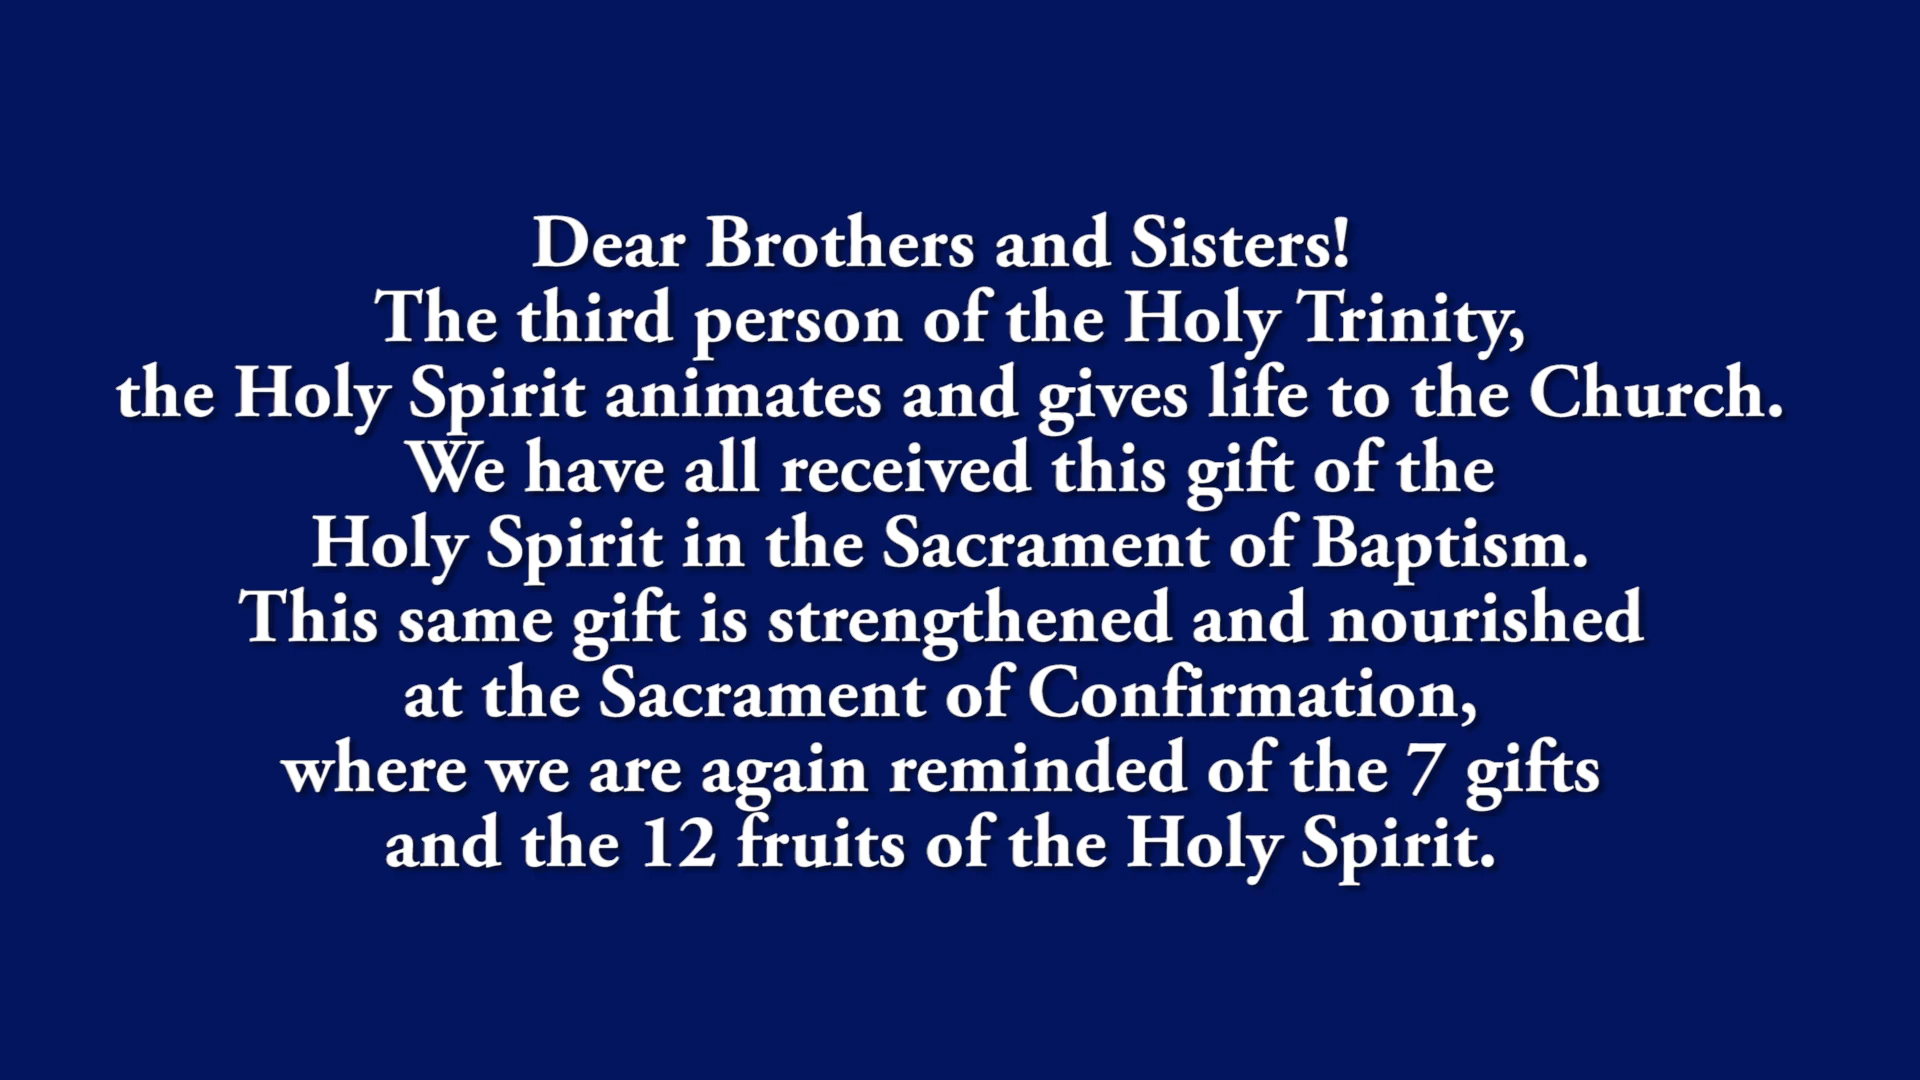 Dear Brothers and Sisters!
The third person of the Holy Trinity,
the Holy Spirit animates and gives life to the Church.
We have all received this gift of the
Holy Spirit in the Sacrament of Baptism.
This same gift is strengthened and nourished
at the Sacrament of Confirmation,
where we are again reminded of the 7 gifts
and the 12 fruits of the Holy Spirit.